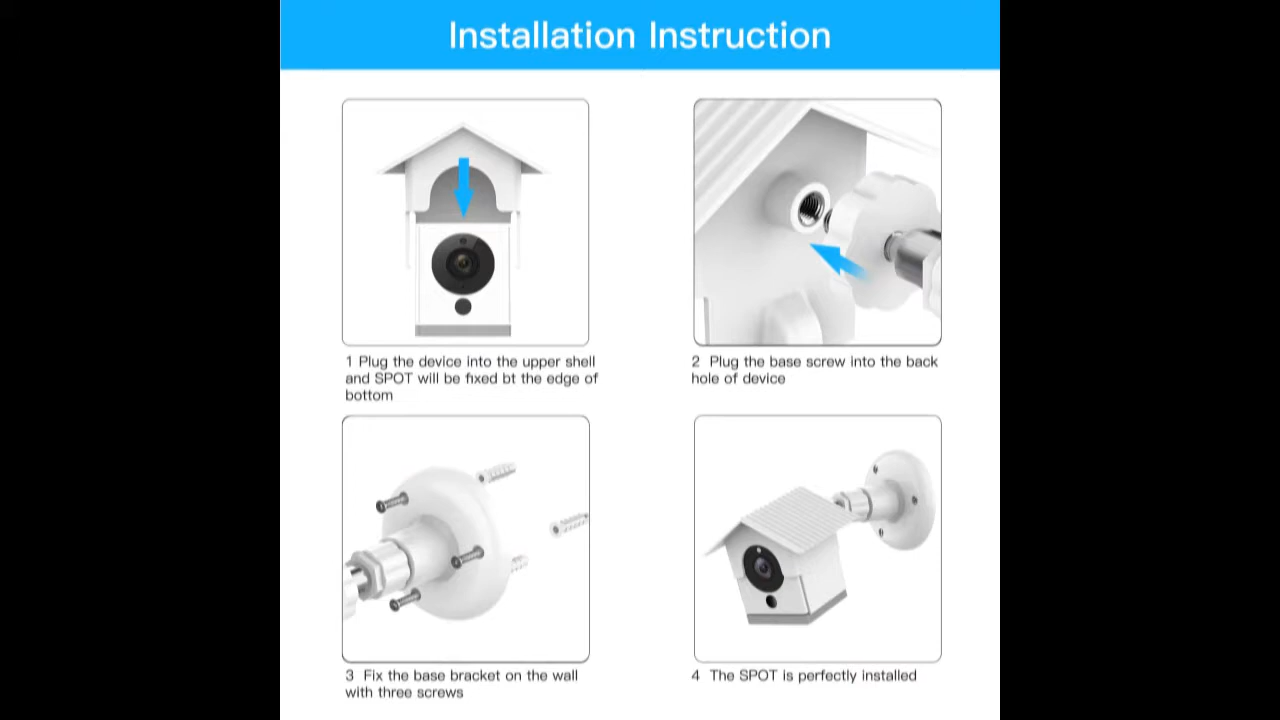 Installation Instruction
1 Plug the device into the upper shell
and SPOT will be fixed bt the edge of
bottom
2 Plug the base screw into the back
hole of device
3 Fix the base bracket on the wall
with three screws
4 The SPOT is perfectly installed